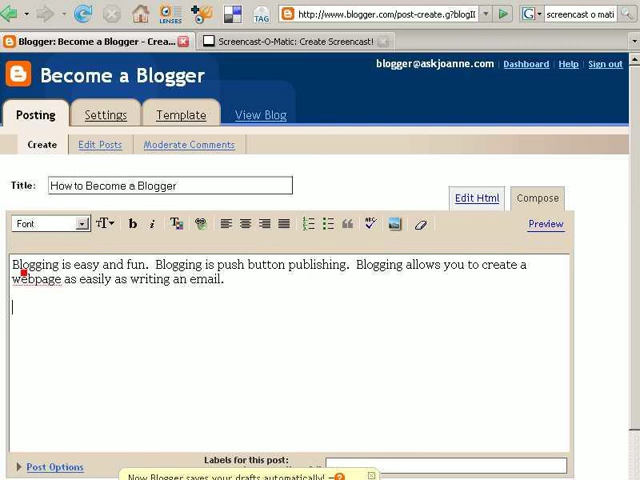 LENSES
TAG
http://www.blogger.com/post-create.g?blogID
G
screencast o mati
Blogger: Become a Blogger - Crea...
Screencast-O-Matic: Create Screencast!
Become a Blogger
blogger@askjoanne.com
Dashboard
Help
Sign out
Posting
Settings
Template
View Blog
Create
Edit Posts
Moderate Comments
Title:
How to Become a Blogger
Edit Html
Compose
Font
b
i
ABC
Preview
Blogging is easy and fun. Blogging is push button publishing. Blogging allows you to create a
webpage as easily as writing an email.
Post Options
Labels for this post:
Now Blogger saves your drafts automatically!